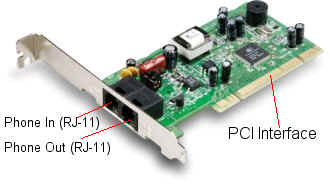 Phone In (RJ-11)
Phone Out (RJ-11)
PCI Interface